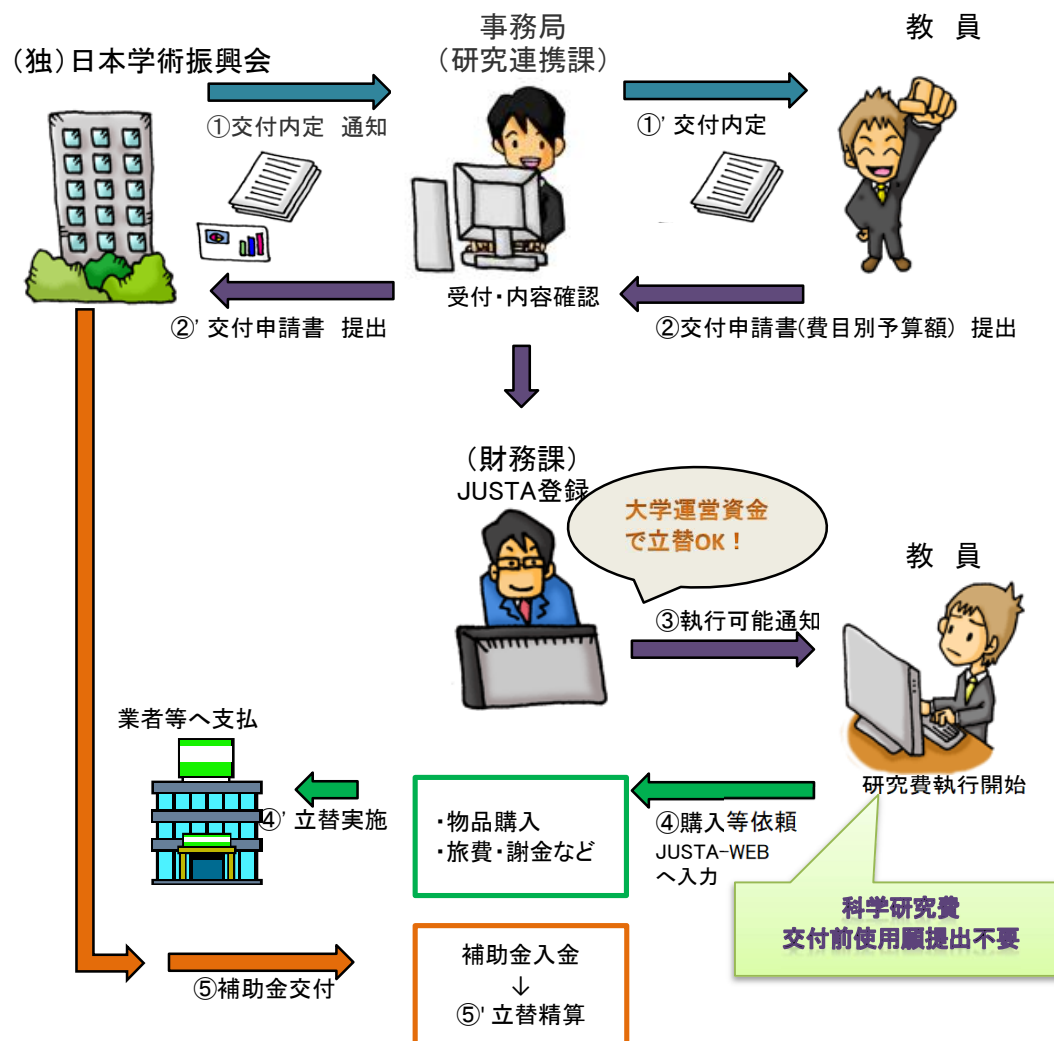 (独)日本学術振興会
事務局
(研究連携課)
教 員
①交付内定 通知
①’ 交付内定
受付・内容確認
②’ 交付申請書 提出
②交付申請書(費目別予算額) 提出
(財務課)
JUSTA登録
大学運営資金
で立替OK！
教 員
③執行可能通知
業者等へ支払
研究費執行開始
④’ 立替実施
・物品購入
・旅費・謝金など
④購入等依頼
JUSTA-WEB
へ入力
科学研究費
交付前使用願提出不要
⑤補助金交付
補助金入金
↓
⑤' 立替精算